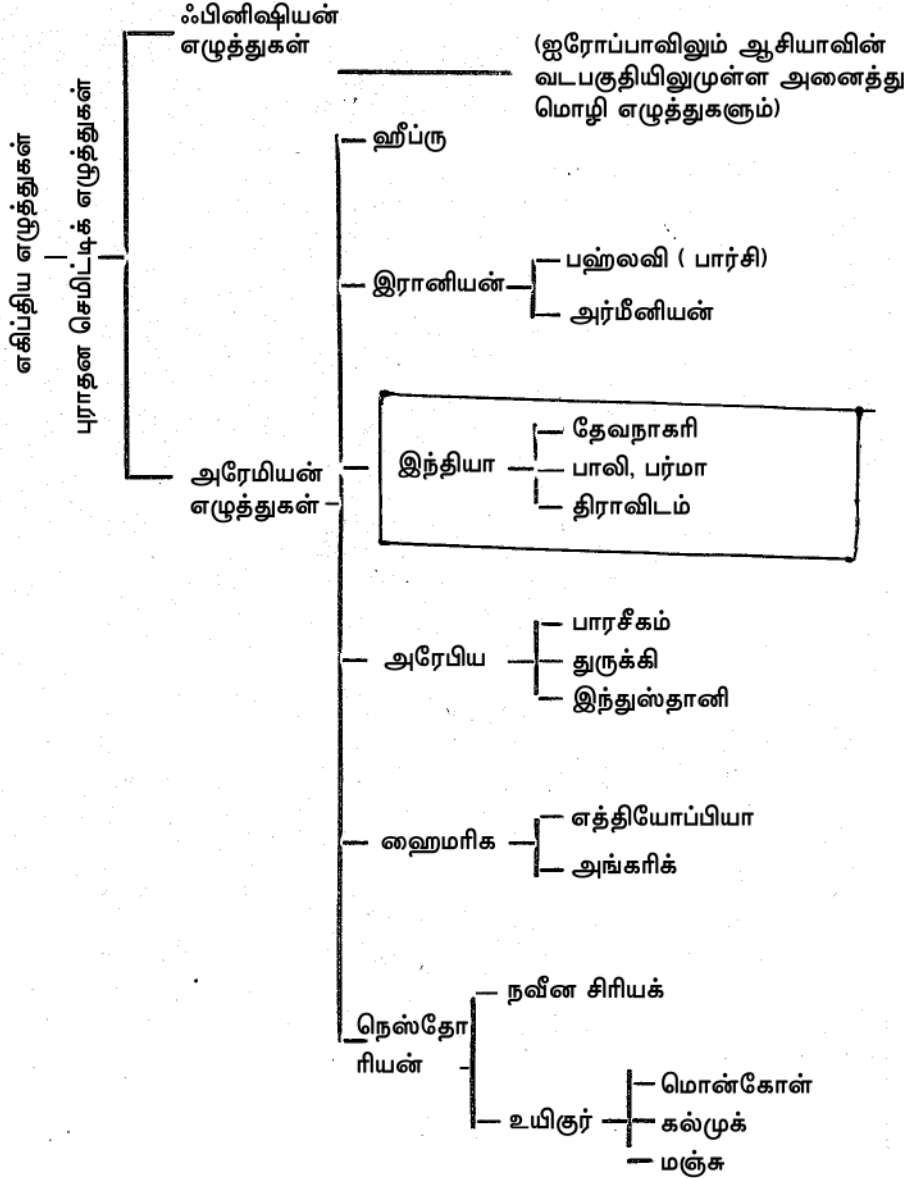 ஃபினிஷியன்
எழுத்துகள்
(ஐரோப்பாவிலும் ஆசியாவின்
வடபகுதியிலுமுள்ள அனைத்து
மொழி எழுத்துகளும்)
எகிப்திய எழுத்துகள்
புராதன செமிட்டிக் எழுத்துகள்
ஹீப்ரு
இரானியன்
பஹ்லவி ( பார்சி)
அர்மீனியன்
அரேமியன்
எழுத்துகள்
இந்தியா
தேவநாகரி
பாலி, பர்மா
திராவிடம்
அரேபிய
பாரசீகம்
துருக்கி
இந்துஸ்தானி
ஹைமரிக
எத்தியோப்பியா
அங்கரிக்
நெஸ்தோ
ரியன்
நவீன சிரியக்
உயிகுர்
மொன்கோள்
கல்முக்
மஞ்சு